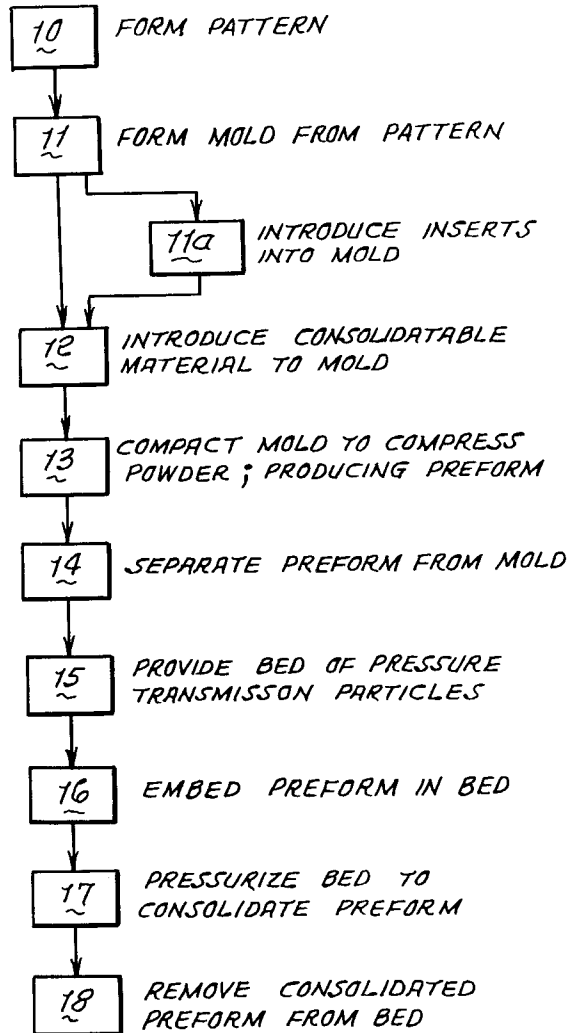 10 FORM PATTERN
11 FORM MOLD FROM PATTERN
11a INTRODUCE INSERTS
INTO MOLD
12 INTRODUCE CONSOLIDATABLE
MATERIAL TO MOLD
13 COMPACT MOLD TO COMPRESS
POWDER; PRODUCING PREFORM
14 SEPARATE PREFORM FROM MOLD
15 PROVIDE BED OF PRESSURE
TRANSMISSON PARTICLES
16 EMBED PREFORM IN BED
17 PRESSURIZE BED TO
CONSOLIDATE PREFORM
18 REMOVE CONSOLIDATED
PREFORM FROM BED